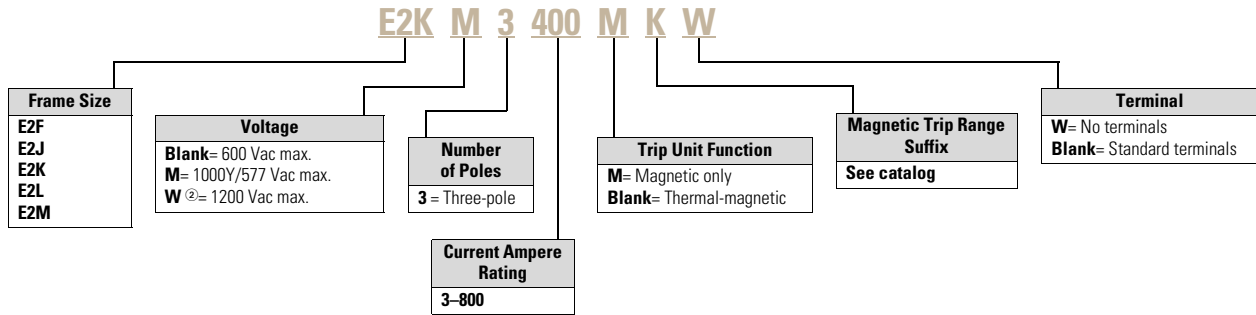 E2K M 3 400 M K W
Frame Size
E2F
E2J
E2K
E2L
E2M
Voltage
Blank= 600 Vac max.
M= 1000Y/577 Vac max.
W ②= 1200 Vac max.
Number
of Poles
3 = Three-pole
Current Ampere
Rating
3–800
Trip Unit Function
M= Magnetic only
Blank= Thermal-magnetic
Magnetic Trip Range
Suffix
See catalog
Terminal
W= No terminals
Blank= Standard terminals